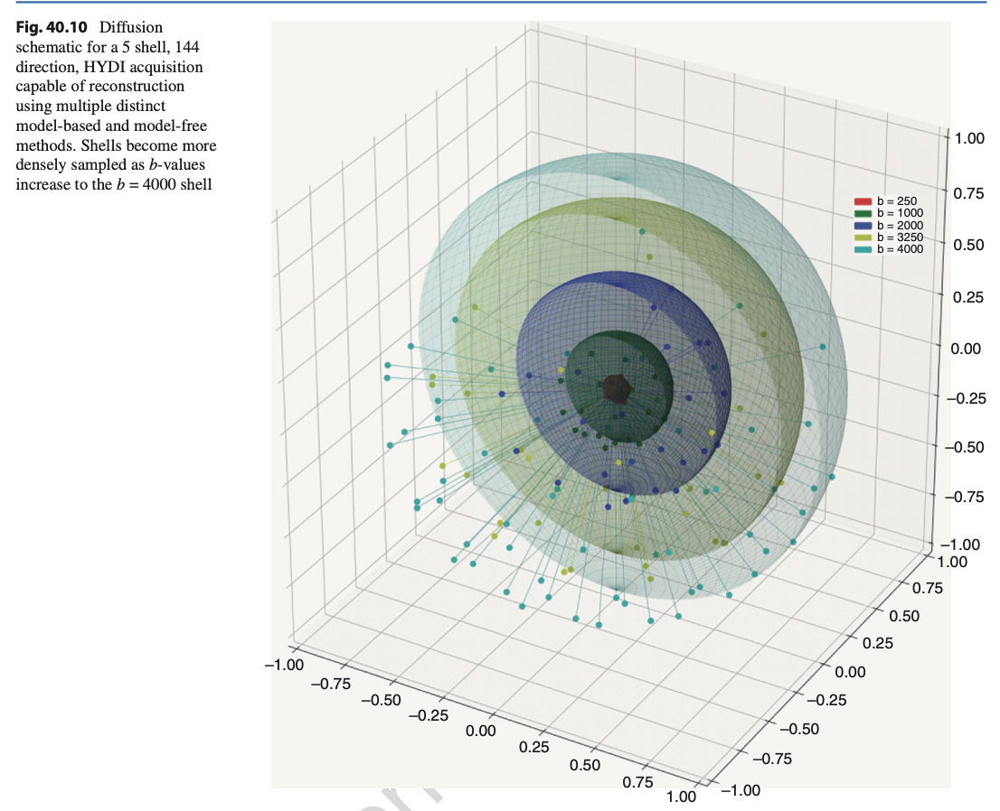 Fig. 40.10 Diffusion
schematic for a 5 shell, 144
direction, HYDI acquisition
capable of reconstruction
using multiple distinct
model-based and model-free
methods. Shells become more
densely sampled as b-values
increase to the b = 4000 shell
b = 250
b = 1000
b = 2000
b = 3250
b = 4000
1.00
0.75
0.50
0.25
0.00
−0.25
−0.50
−0.75
−1.00
1.00
0.75
0.50
0.25
0.00
−0.25
−0.50
−0.75
−1.00
−1.00
−0.75
−0.50
−0.25
0.00
0.25
0.50
0.75
1.00